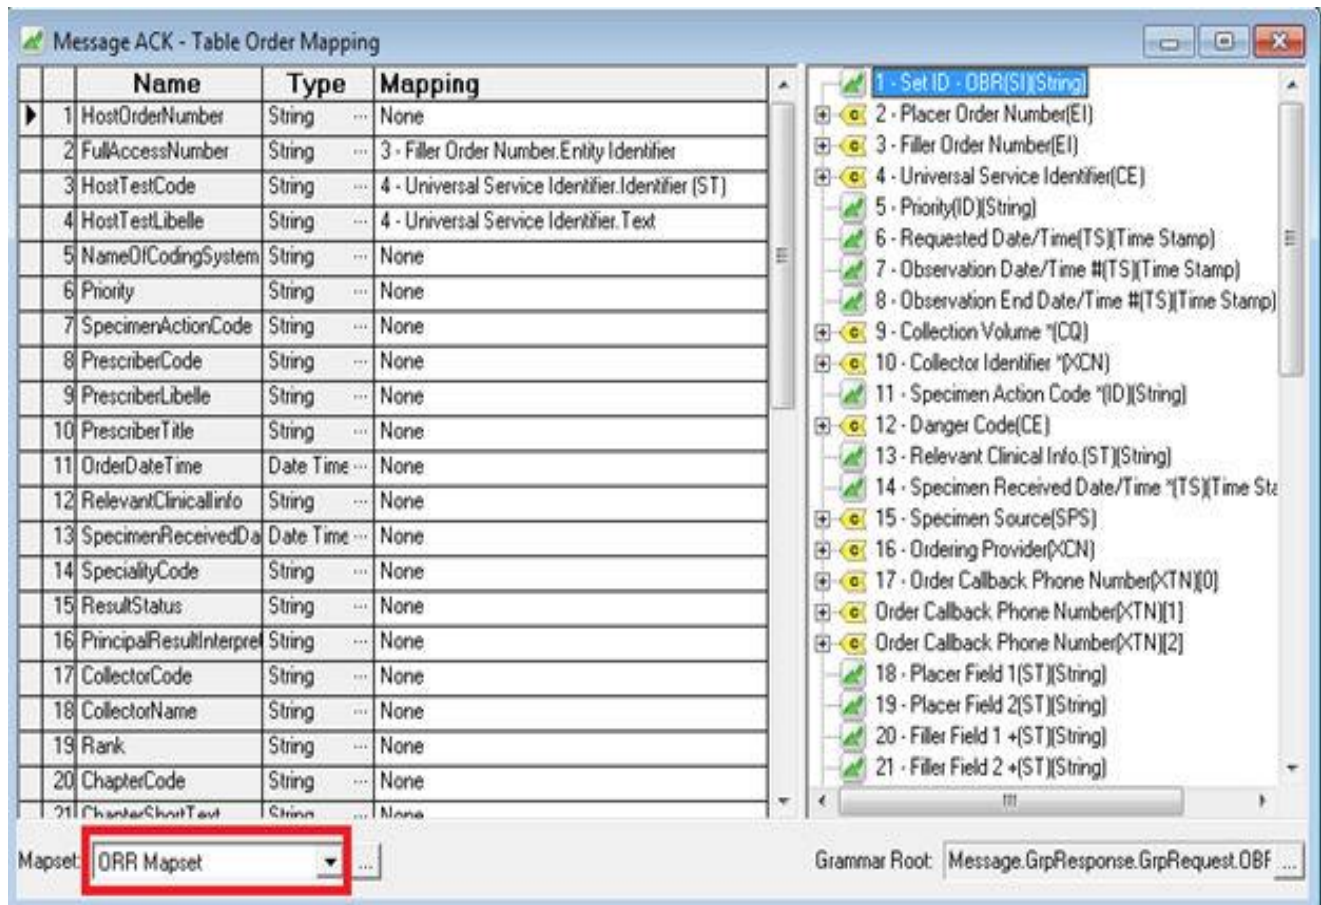 Message ACK - Table Order Mapping
Name Type Mapping
1 HostOrderNumber String ... None
2 FullAccessNumber String ... 3 - Filler Order Number.Entity Identifier
3 HostTestCode String ... 4 - Universal Service Identifier.Identifier (ST)
4 HostTestLibelle String ... 4 - Universal Service Identifier.Text
5 NameOfCodingSystem String ... None
6 Priority String ... None
7 SpecimenActionCode String ... None
8 PrescriberCode String ... None
9 PrescriberLibelle String ... None
10 PrescriberTitle String ... None
11 OrderDateTime Date Time ... None
12 RelevantClinicalIinfo String ... None
13 SpecimenReceivedDa Date Time ... None
14 SpecialityCode String ... None
15 ResultStatus String ... None
16 PrincipalResultInterpret String ... None
17 CollectorCode String ... None
18 CollectorName String ... None
19 Rank String ... None
20 ChapterCode String ... None
21 ChapterShortText String ... None
1 - Set ID - OBR(SI)(String)
2 - Placer Order Number(EI)
3 - Filler Order Number(EI)
4 - Universal Service Identifier(CE)
5 - Priority(ID)(String)
6 - Requested Date/Time(TS)(Time Stamp)
7 - Observation Date/Time #(TS)(Time Stamp)
8 - Observation End Date/Time #(TS)(Time Stamp)
9 - Collection Volume *(CQ)
10 - Collector Identifier *(XCN)
11 - Specimen Action Code *(ID)(String)
12 - Danger Code(CE)
13 - Relevant Clinical Info.(ST)(String)
14 - Specimen Received Date/Time *(TS)(Time Sta
15 - Specimen Source(SPS)
16 - Ordering Provider(XCN)
17 - Order Callback Phone Number(XTN)[0]
Order Callback Phone Number(XTN)[1]
Order Callback Phone Number(XTN)[2]
18 - Placer Field 1(ST)(String)
19 - Placer Field 2(ST)(String)
20 - Filler Field 1 +(ST)(String)
21 - Filler Field 2 +(ST)(String)
Mapset: ORR Mapset ...
Grammar Root: Message.GrpResponse.GrpRequest.OBF ...